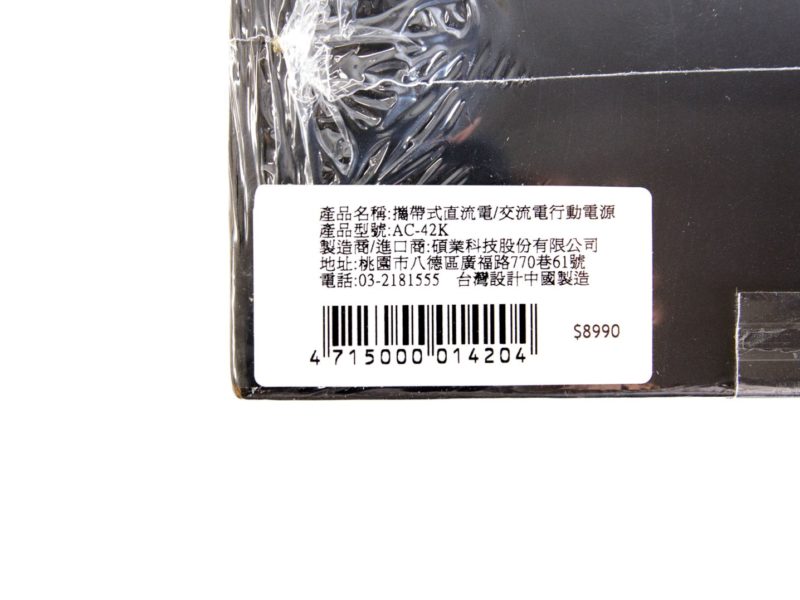 產品名稱:攜帶式直流電/交流電行動電源
產品型號:AC-42K
製造商/進口商:碩業科技股份有限公司
地址:桃園市八德區廣福路770巷61號
電話:03-2181555 台灣設計中國製造
$8990
4 715000 014204